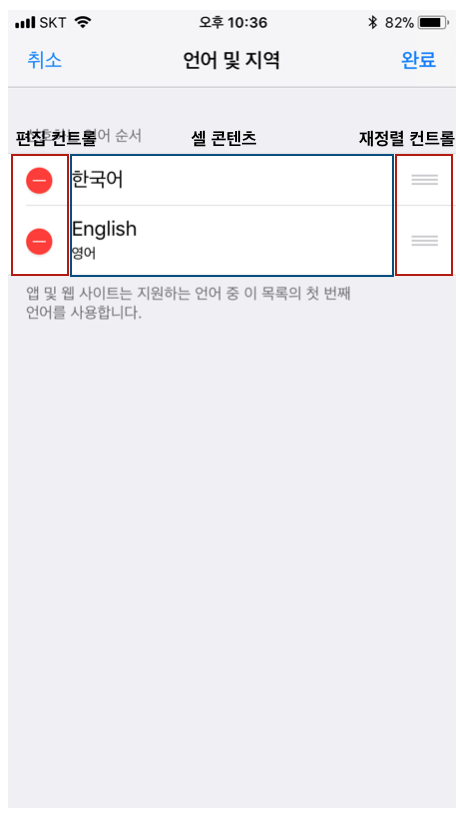 SKT 오후 10:36 82%
취소 언어 및 지역 완료
어 순서
편집 컨트롤 셀 콘텐츠 재정렬 컨트롤
한국어
English
영어
앱 및 웹 사이트는 지원하는 언어 중 이 목록의 첫 번째
언어를 사용합니다.